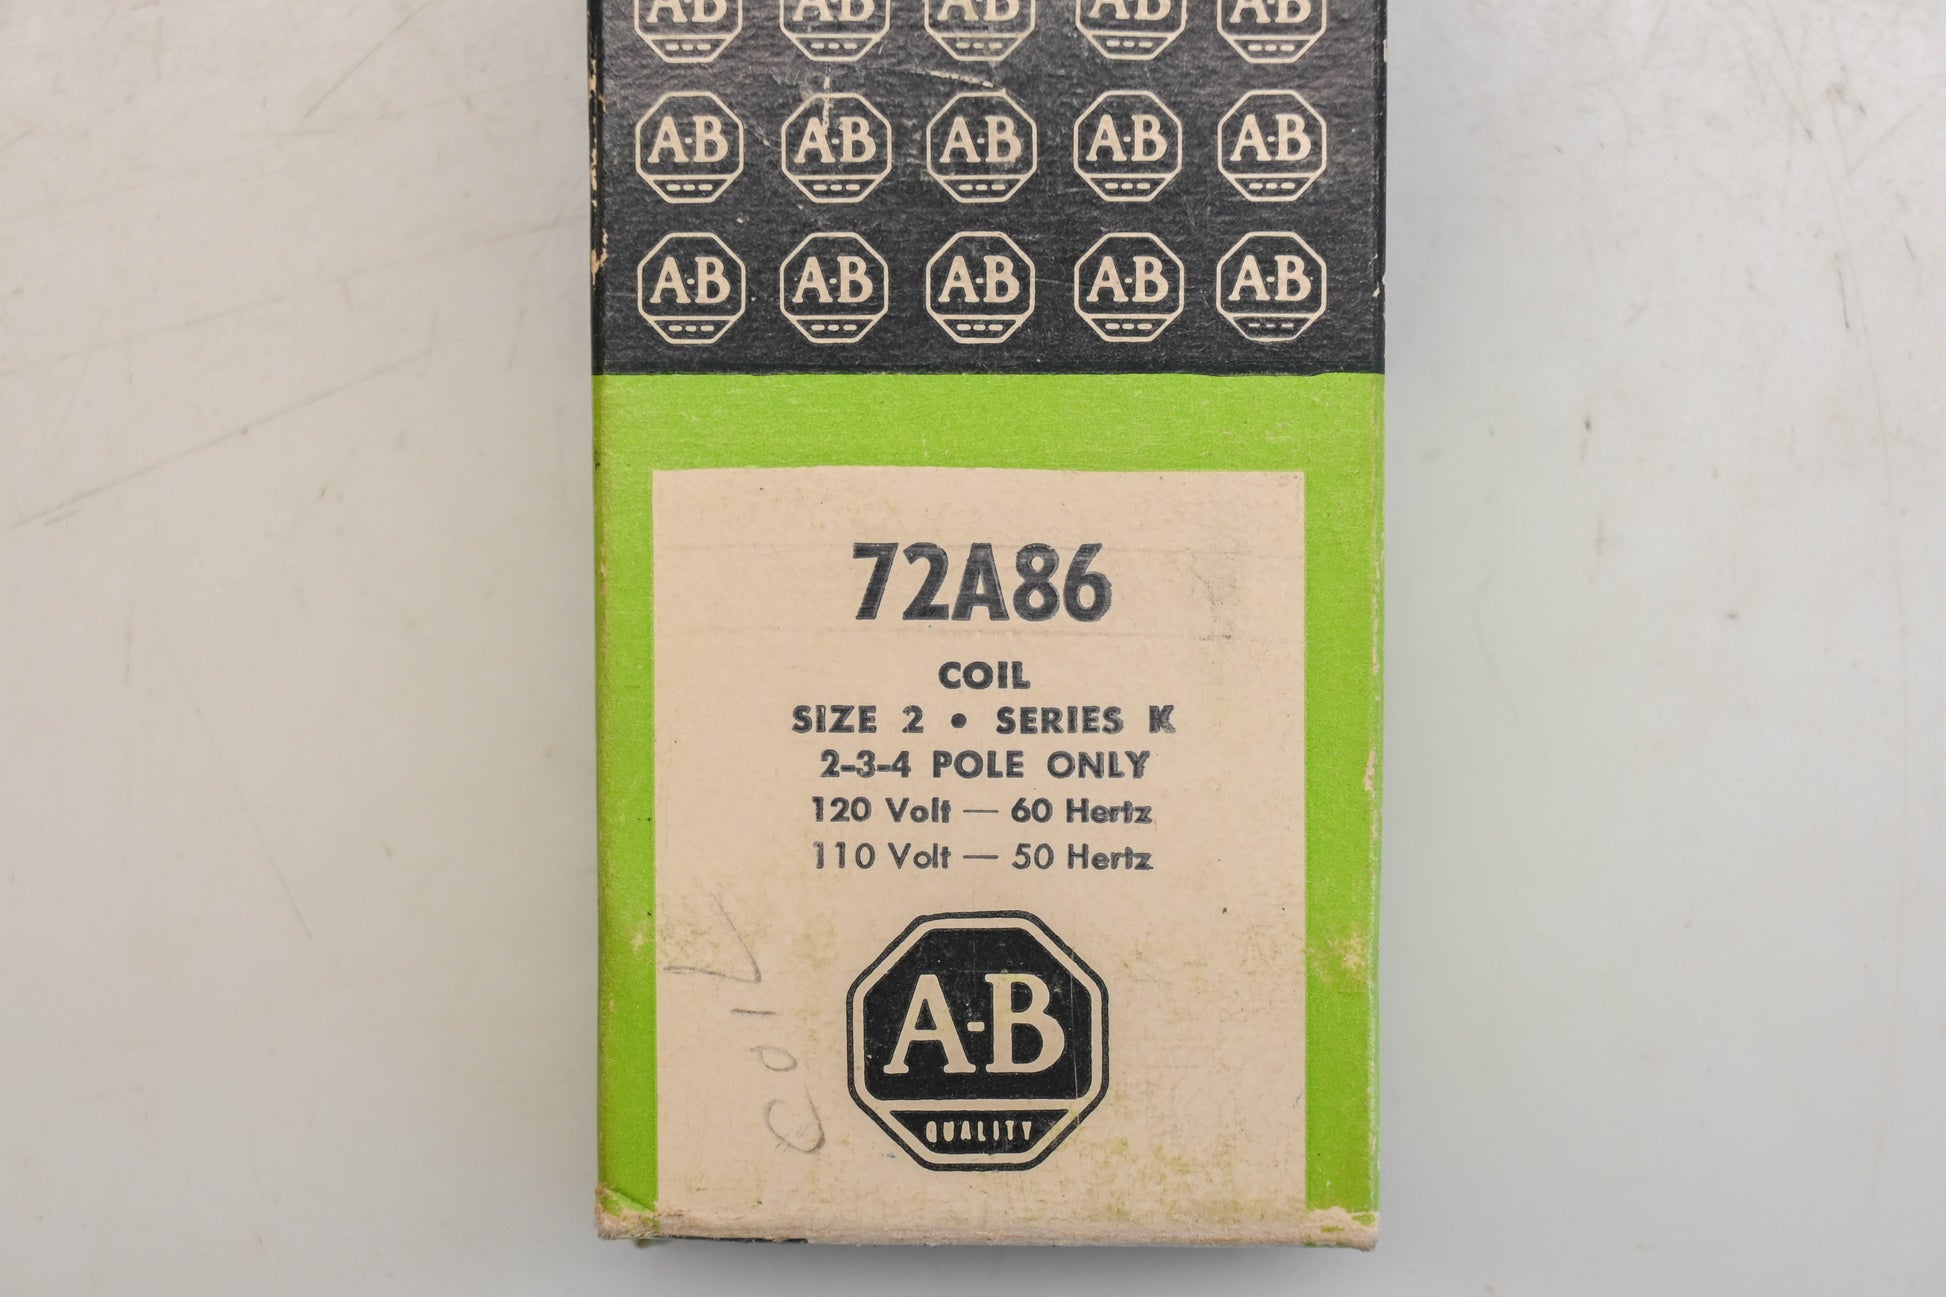 A-B A-B A-B A-B A-B
A-B A-B A-B A-B A-B
A-B A-B A-B A-B A-B
72A86
COIL
SIZE 2 • SERIES K
2-3-4 POLE ONLY
120 Volt — 60 Hertz
110 Volt — 50 Hertz
COIL
A-B
QUALITY